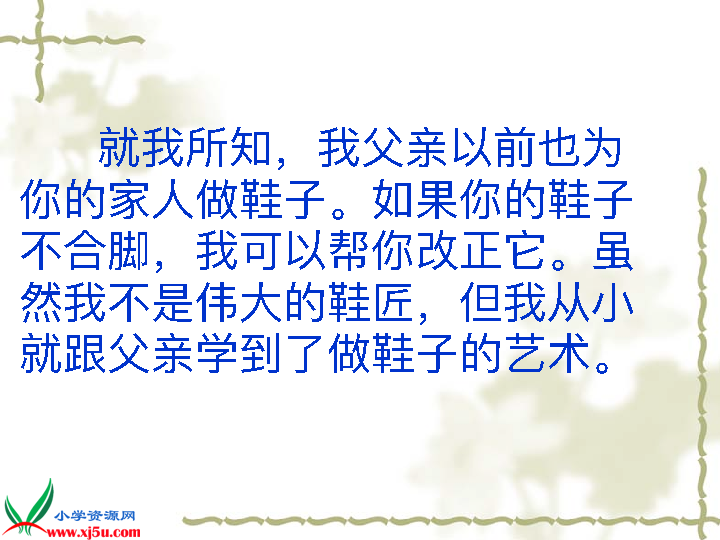 就我所知，我父亲以前也为
你的家人做鞋子。如果你的鞋子
不合脚，我可以帮你改正它。虽
然我不是伟大的鞋匠，但我从小
就跟父亲学到了做鞋子的艺术。
小学资源网
www.xj5u.com